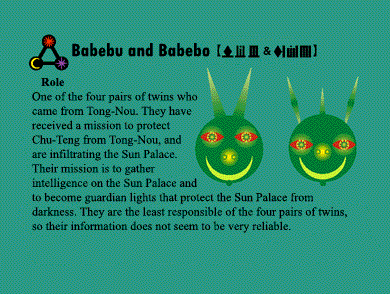 Babebu and Babebo
Role
One of the four pairs of twins who
came from Tong-Nou. They have
received a mission to protect
Chu-Teng from Tong-Nou, and
are infiltrating the Sun Palace.
Their mission is to gather
intelligence on the Sun Palace and
to become guardian lights that protect the Sun Palace from
darkness. They are the least responsible of the four pairs of twins,
so their information does not seem to be very reliable.